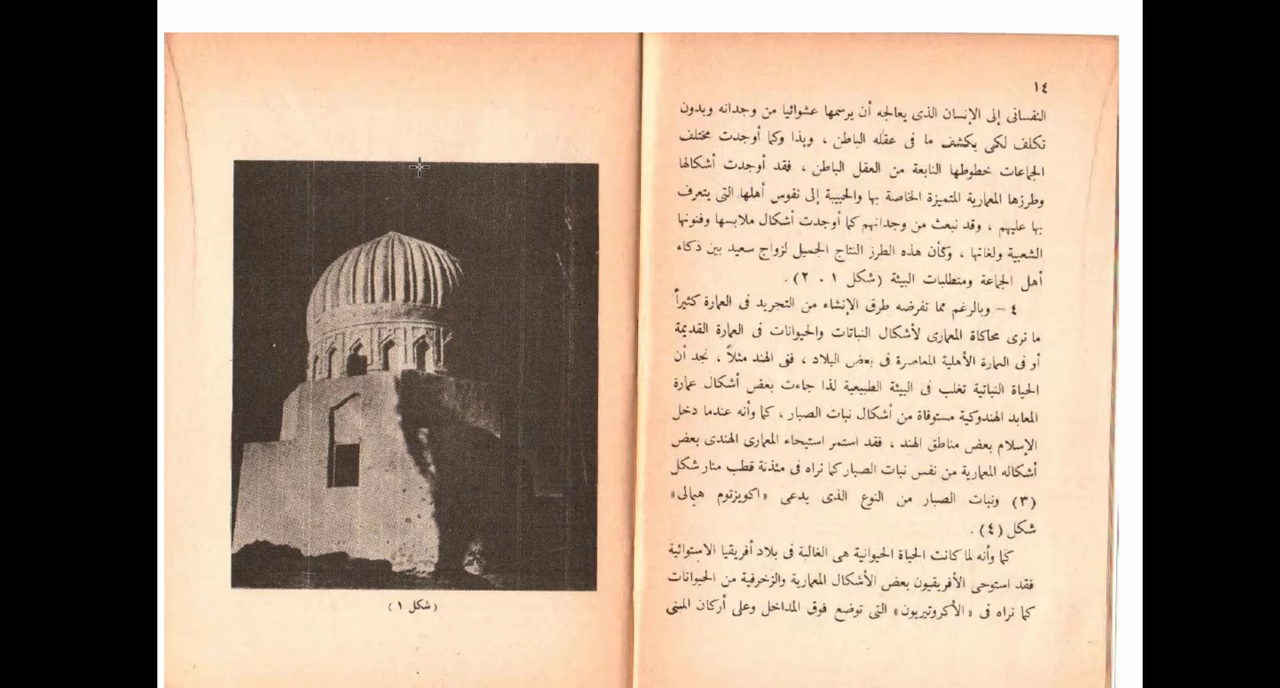 ١٤
النفسانى إلى الإنسان الذى يعالجه أن يرسمها عشوائيا من وجدانه وبدون
تكلف لكى يكشف ما فى عقله الباطن ، وبذا وكما أوجدت مختلف
الجماعات خطوطها النابعة من العقل الباطن ، فقد أوجدت أشكالها
وطرزها المعمارية المتميزة الخاصة بها والحبيبة إلى نفوس أهلها التى يتعرف
بها عليهم ، وقد نبعث من وجدانهم كما أوجدت أشكال ملابسها وفنونها
الشعبية ولغاتها ، وكأن هذه الطرز النتاج الجميل لزواج سعيد بين ذكاء
أهل الجماعة ومتطلبات البيئة (شكل ١ ، ٢) .
٤ – وبالرغم مما تفرضه طرق الإنشاء من التجريد فى العمارة كثيراً
ما نرى محاكاة المعمارى لأشكال النباتات والحيوانات فى العمارة القديمة
أو فى العمارة الأهلية المعاصرة فى بعض البلاد ، ففى الهند مثلاً ، نجد أن
الحياة النباتية تغلب فى البيئة الطبيعية لذا جاءت بعض أشكال عمارة
المعابد الهندوكية مستوفاة من أشكال نبات الصبار ، كما وأنه عندما دخل
الإسلام بعض مناطق الهند ، فقد استمر استيحاء المعمارى الهندى بعض
أشكاله المعمارية من نفس نبات الصبار كما نراه فى مئذنة قطب منار شكل
(٣) ونبات الصبار من النوع الذى يدعى «اكويزتوم هيمالى»
شكل (٤) .
كما وأنه لما كانت الحياة الحيوانية هى الغالبة فى بلاد أفريقيا الاستوائية
فقد استوحى الأفريقيون بعض الأشكال المعمارية والزخرفية من الحيوانات
كما نراه فى «الأكروتيريون» التى توضع فوق المداخل وعلى أركان المبنى
(شكل ١)